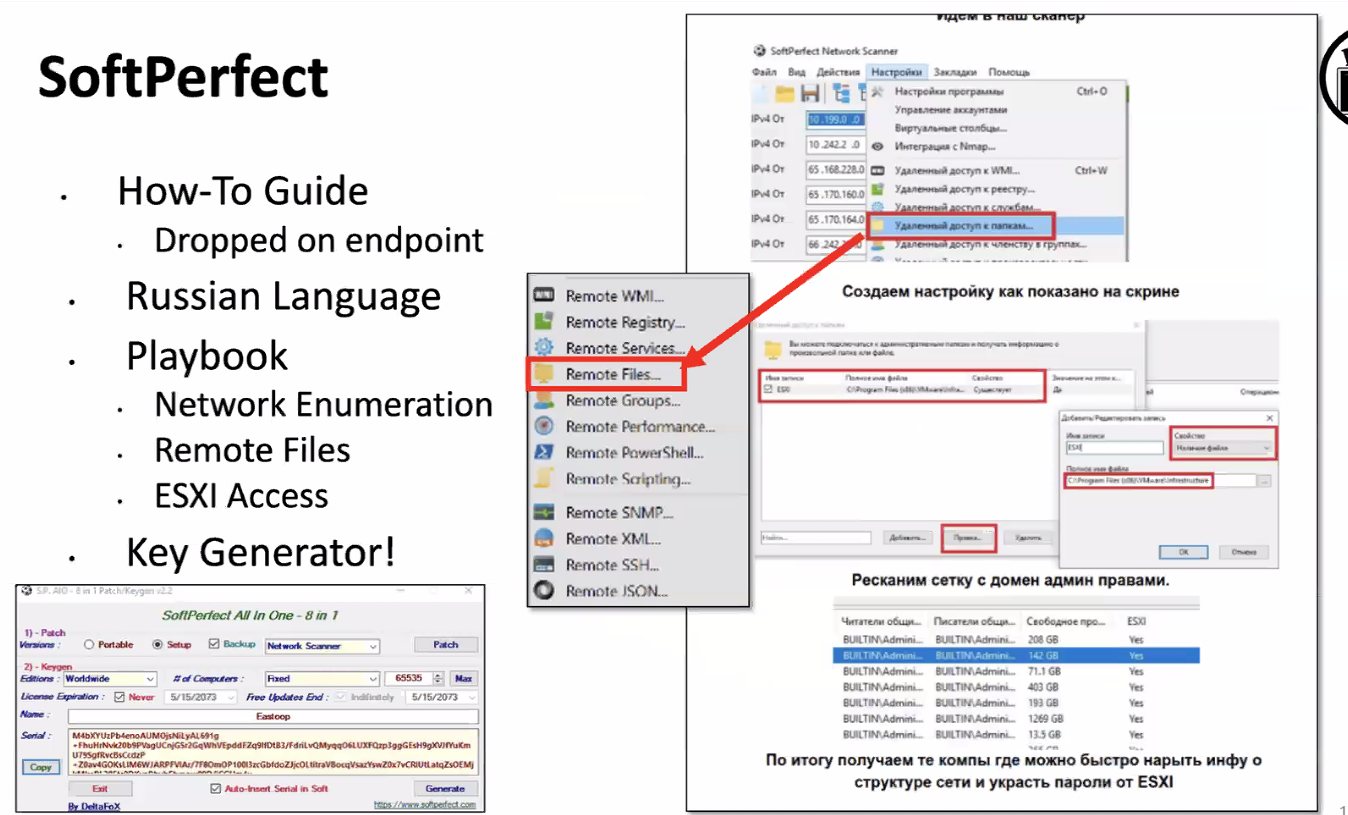 SoftPerfect
How-To Guide
Dropped on endpoint
Russian Language
Playbook
Network Enumeration
Remote Files
ESXI Access
Key Generator!
S.P. AIO - 8 in 1 Patch/Keygen v2.2
SoftPerfect All In One - 8 in 1
1) - Patch
Versions : Portable Setup Backup Network Scanner Patch
2) - Keygen
Editions : Worldwide # of Computers : Fixed 65535 Max
License Expiration : Never 5/15/2073 Free Updates End : Indifinitely 5/15/2073
Name :
Eastoop
Serial :
Copy
Exit Auto-Insert Serial in Soft Generate
By DeltaFoX https://www.softperfect.com
Remote WMI...
Remote Registry...
Remote Services...
Remote Files...
Remote Groups...
Remote Performance...
Remote PowerShell...
Remote Scripting...
Remote SNMP...
Remote XML...
Remote SSH...
Remote JSON...
Идем в наш сканер
SoftPerfect Network Scanner
Файл Вид Действия Настройки Закладки Помощь
Настройки программы Ctrl+O
Управление аккаунтами
Виртуальные столбцы...
Интеграция с Nmap...
Удаленный доступ к WMI... Ctrl+W
Удаленный доступ к реестру...
Удаленный доступ к службам...
Удаленный доступ к папкам...
Удаленный доступ к членству в группах...
IPv4 От 10 .199.0 .0
IPv4 От 10 .242.2 .0
IPv4 От 65 .168.228.0
IPv4 От 65 .170.160.0
IPv4 От 65 .170.164.0
IPv4 От 66 .242.
Создаем настройку как показано на скрине
Удаленный доступ к папкам
Вы можете подключаться к административным папкам и получать информацию о
произвольной папке или файле.
Имя записи Полное имя файла Свойство Значение на этом к...
ESXI C:\Program Files (x86)\VMware\Infra... Существует Да
Операцион
Найти... Добавить... Правка... Удалить
Добавить/Редактировать запись
Имя записи Свойство
ESXI Наличие файла
Полное имя файла
C:\Program Files (x86)\VMware\Infrastructure ...
OK Отмена
Рескaним сетку с домен админ правами.
Читатели общи... Писатели общи... Свободное про... ESXI
BUILTIN\Admini... BUILTIN\Admini... 208 GB Yes
BUILTIN\Admini... BUILTIN\Admini... 142 GB Yes
BUILTIN\Admini... BUILTIN\Admini... 71.1 GB Yes
BUILTIN\Admini... BUILTIN\Admini... 403 GB Yes
BUILTIN\Admini... BUILTIN\Admini... 193 GB Yes
BUILTIN\Admini... BUILTIN\Admini... 1269 GB Yes
BUILTIN\Admini... BUILTIN\Admini... 13.5 GB Yes
По итогу получаем те компы где можно быстро нарыть инфу о
структуре сети и украсть пароли от ESXI